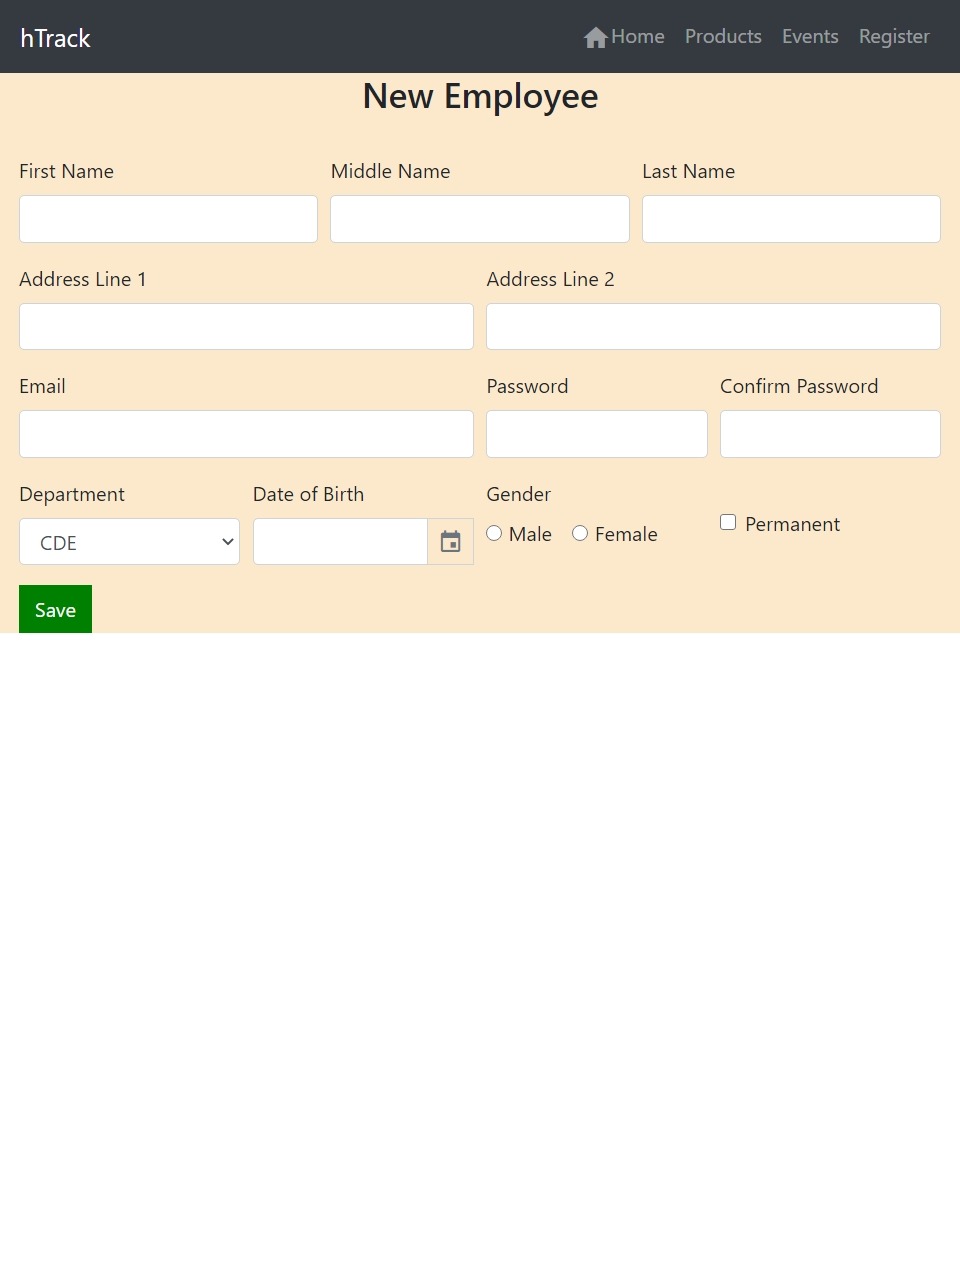 hTrack Home Products Events Register
New Employee
First Name Middle Name Last Name
Address Line 1 Address Line 2
Email Password Confirm Password
Department Date of Birth Gender
CDE Male Female Permanent
Save